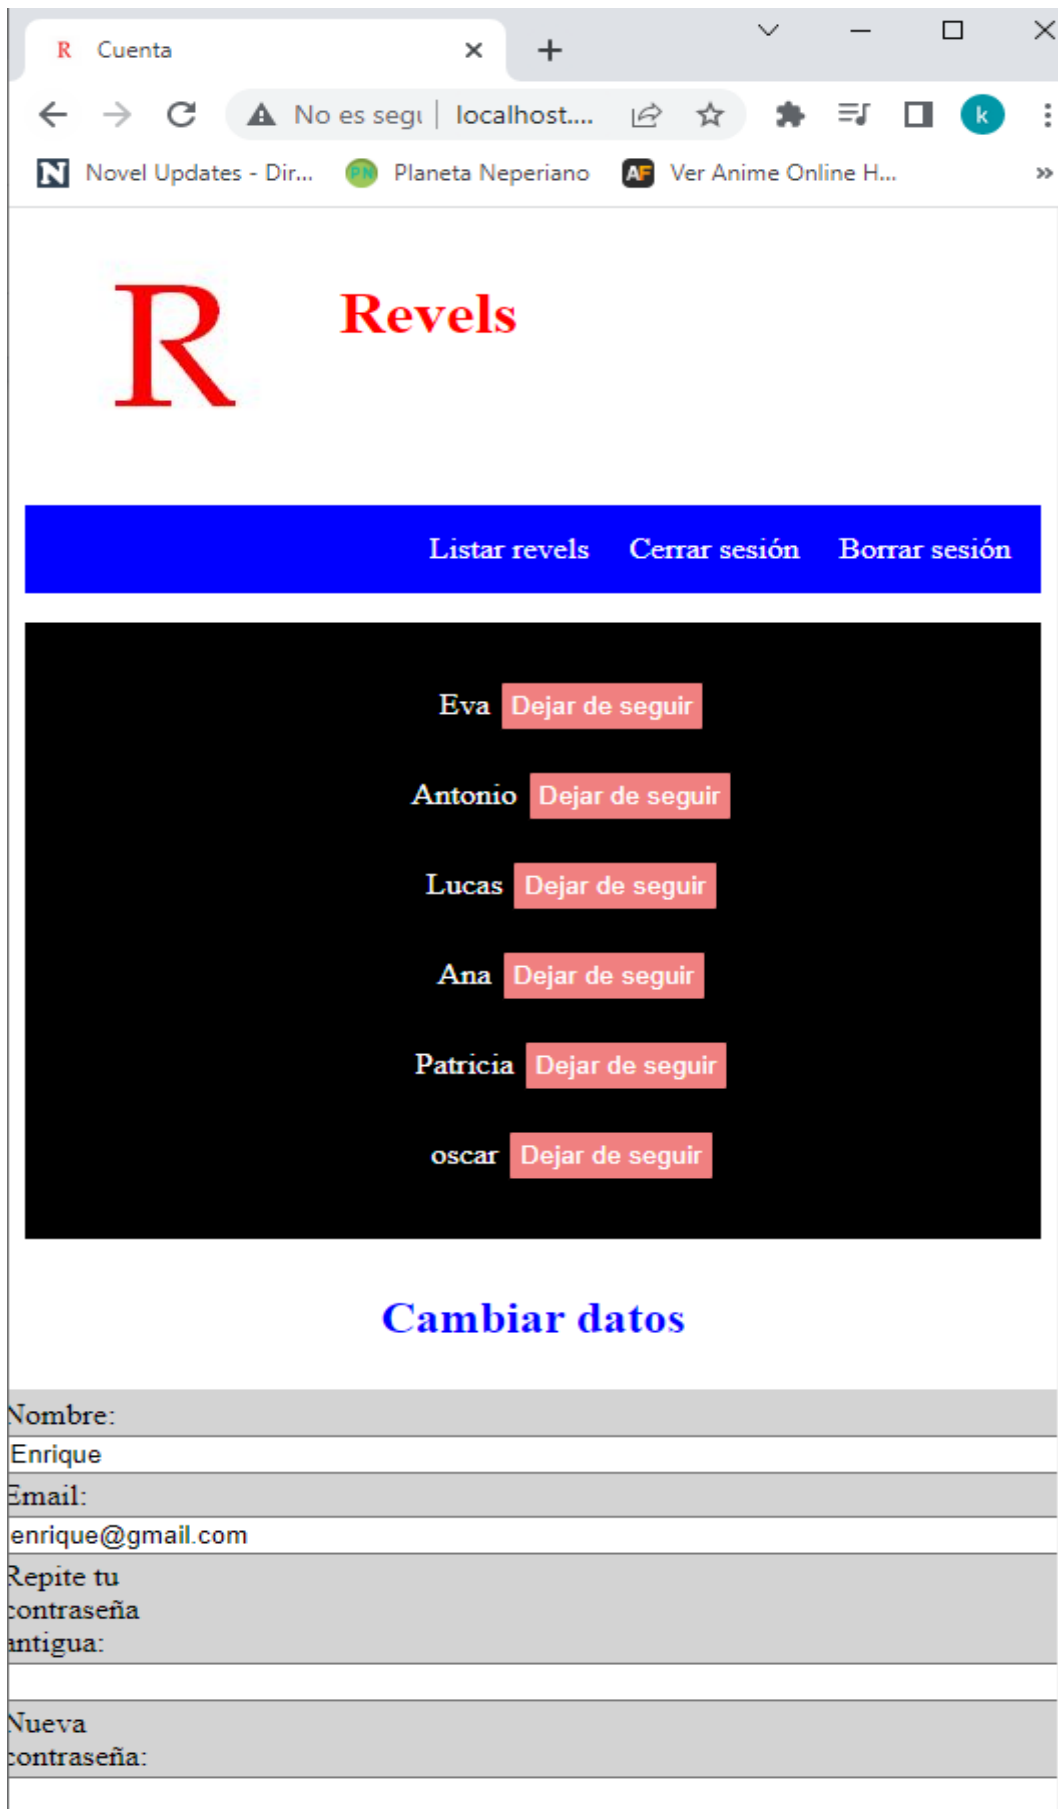 R Cuenta
No es segu localhost.... k
N Novel Updates - Dir... PN Planeta Neperiano AF Ver Anime Online H... »
R Revels
Listar revels Cerrar sesión Borrar sesión
Eva Dejar de seguir
Antonio Dejar de seguir
Lucas Dejar de seguir
Ana Dejar de seguir
Patricia Dejar de seguir
oscar Dejar de seguir
Cambiar datos
Nombre:
Enrique
Email:
enrique@gmail.com
Repite tu
contraseña
antigua:
Nueva
contraseña: